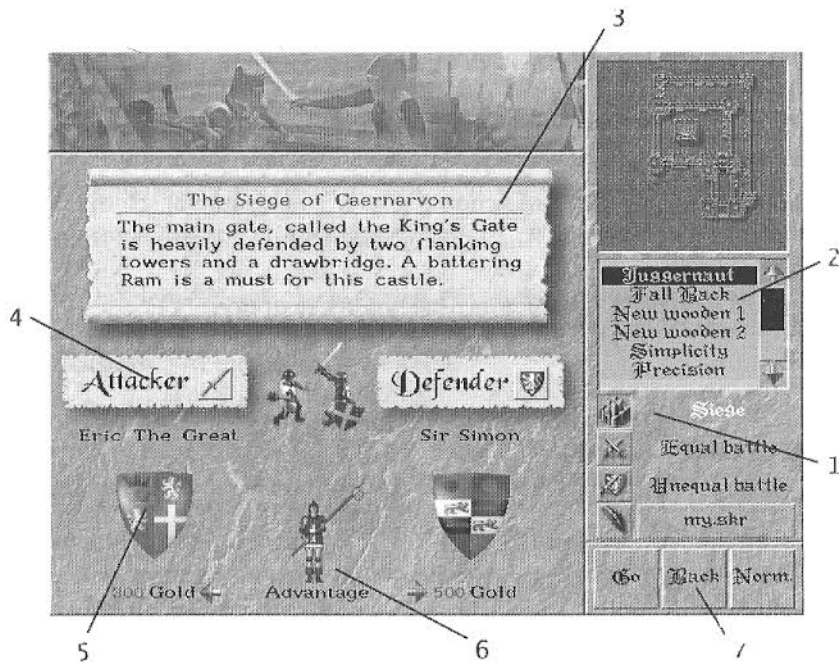 3
The Siege of Caernarvon
The main gate, called the King's Gate
is heavily defended by two flanking
towers and a drawbridge. A battering
Ram is a must for this castle.
2
Juggernaut
Fall Back
New wooden 1
New wooden 2
Simplicity
Precision
4
Attacker
Defender
Eric The Great
Sir Simon
Siege
1
Equal battle
Unequal battle
my.skr
300 Gold
Advantage
500 Gold
Go
Back
Norm.
5
6
7